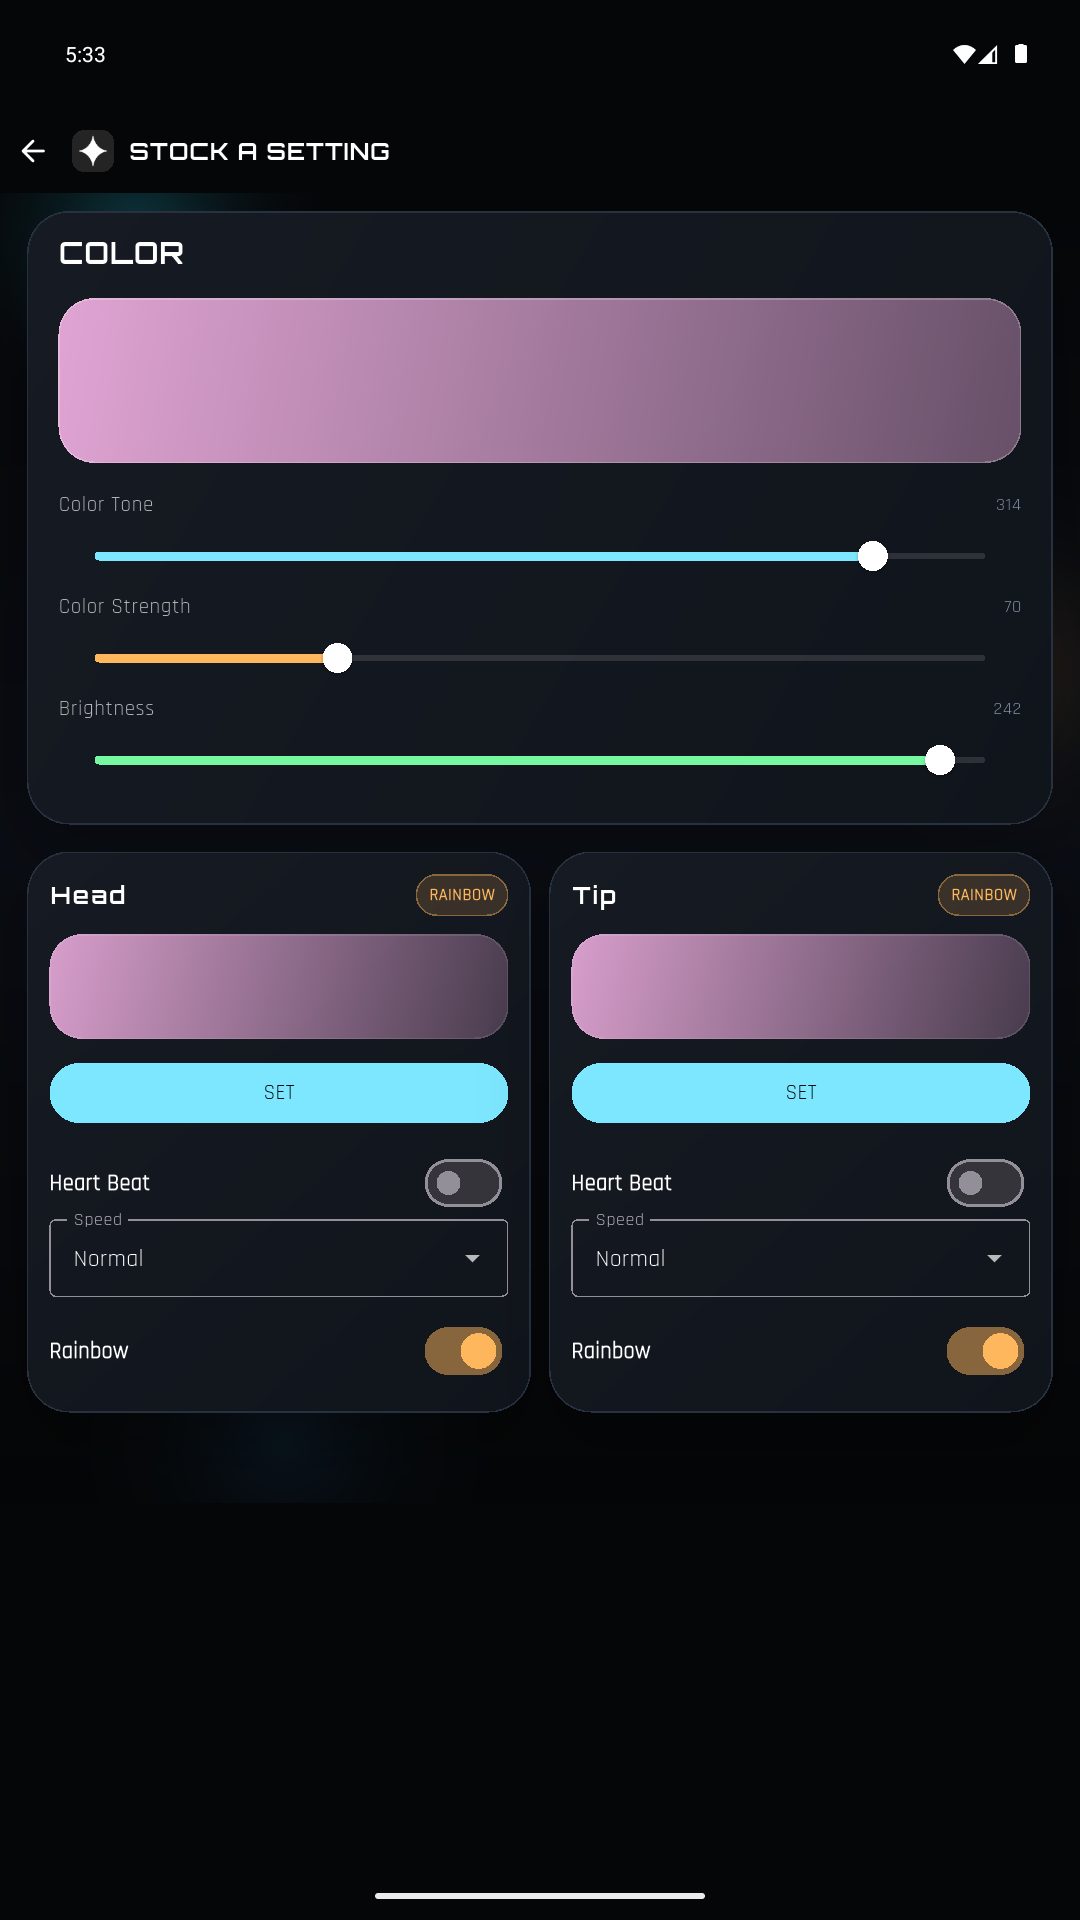 5:33
STOCK A SETTING
COLOR
Color Tone 314
Color Strength 70
Brightness 242
Head RAINBOW
SET
Heart Beat
Speed
Normal
Rainbow
Tip RAINBOW
SET
Heart Beat
Speed
Normal
Rainbow